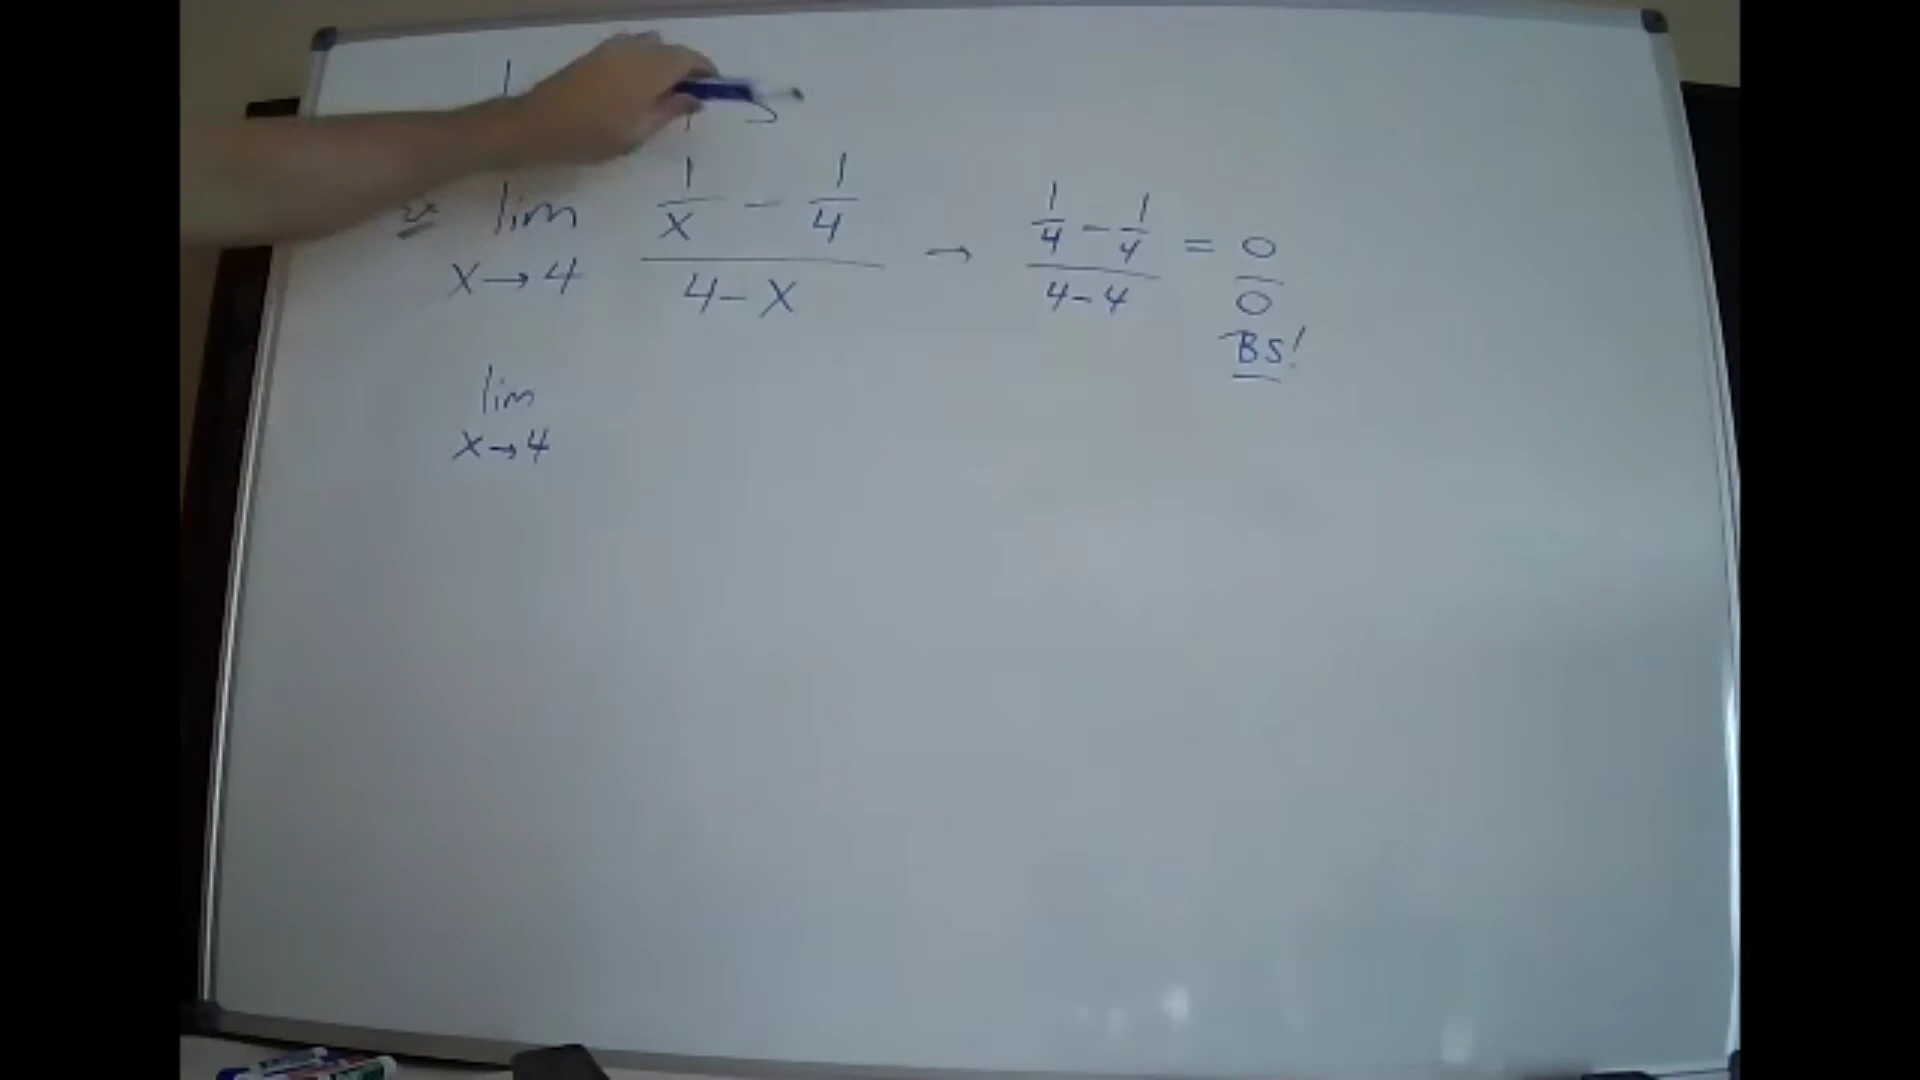 lim x→4 (1/x - 1/4)/(4-x) → (1/4 - 1/4)/(4-4) = 0/0
BS!
lim x→4